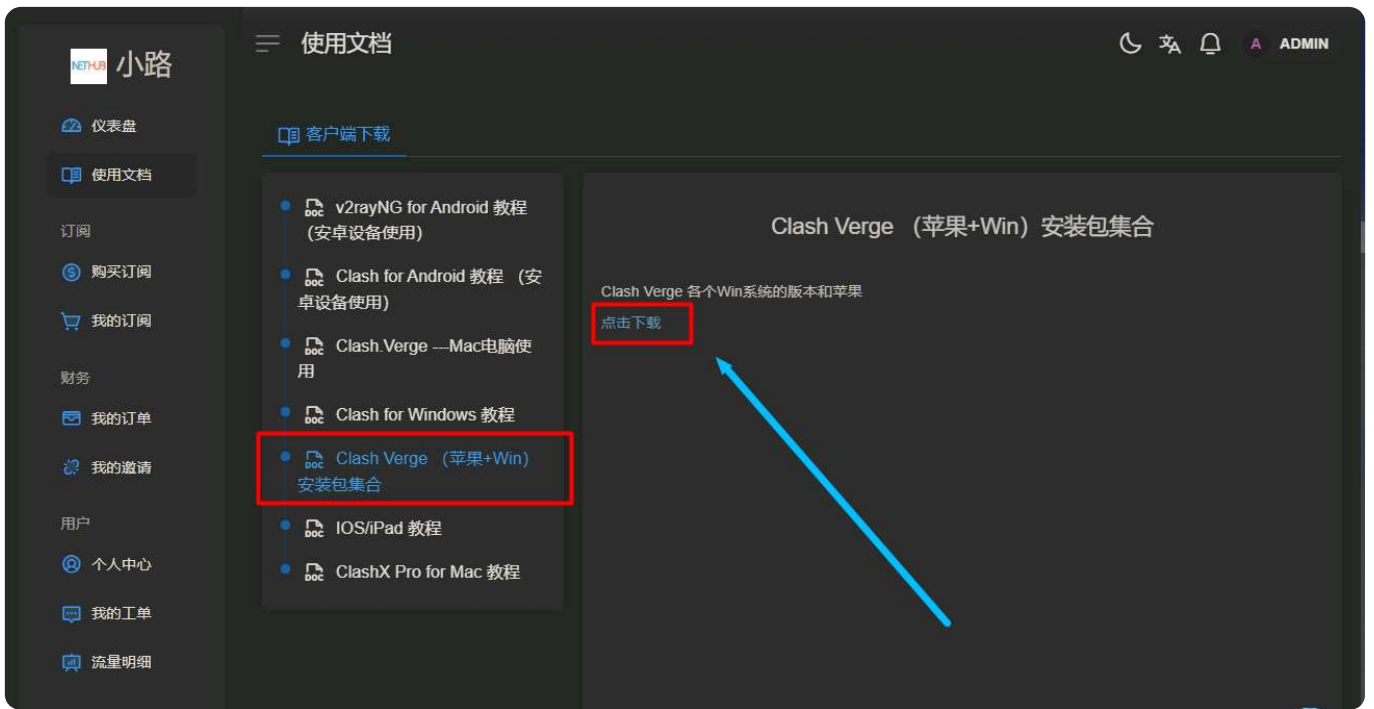 NETHUB 小路
使用文档
A ADMIN
仪表盘
使用文档
订阅
购买订阅
我的订阅
财务
我的订单
我的邀请
用户
个人中心
我的工单
流量明细
客户端下载
DOC v2rayNG for Android 教程
(安卓设备使用)
DOC Clash for Android 教程 (安
卓设备使用)
DOC Clash.Verge ---Mac电脑使
用
DOC Clash for Windows 教程
DOC Clash Verge (苹果+Win)
安装包集合
DOC IOS/iPad 教程
DOC ClashX Pro for Mac 教程
Clash Verge (苹果+Win) 安装包集合
Clash Verge 各个Win系统的版本和苹果
点击下载